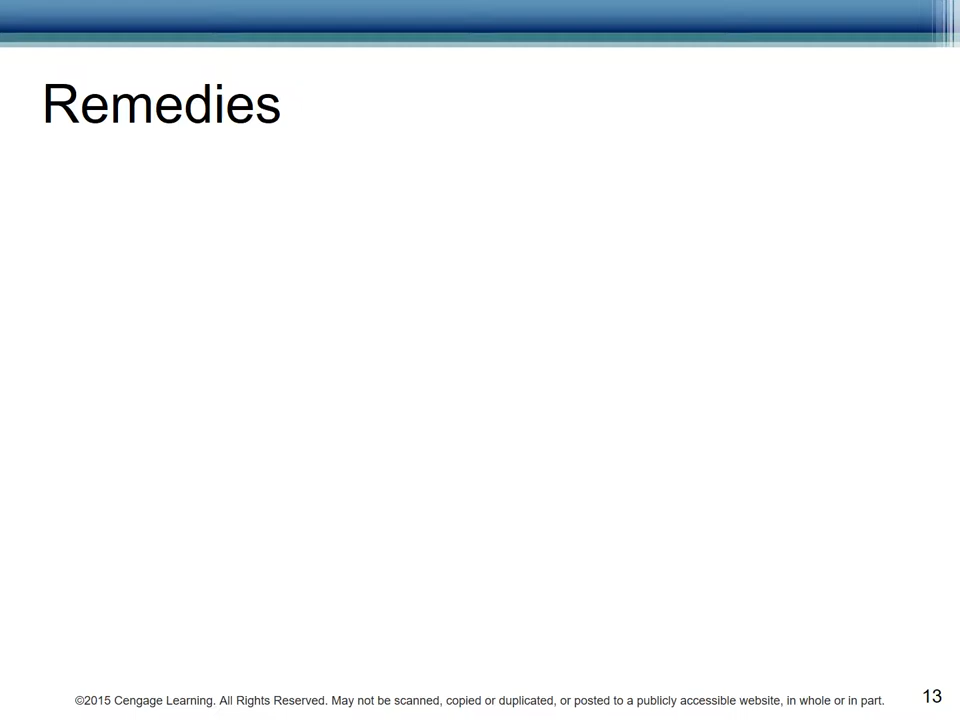 Remedies
©2015 Cengage Learning. All Rights Reserved. May not be scanned, copied or duplicated, or posted to a publicly accessible website, in whole or in part.
13